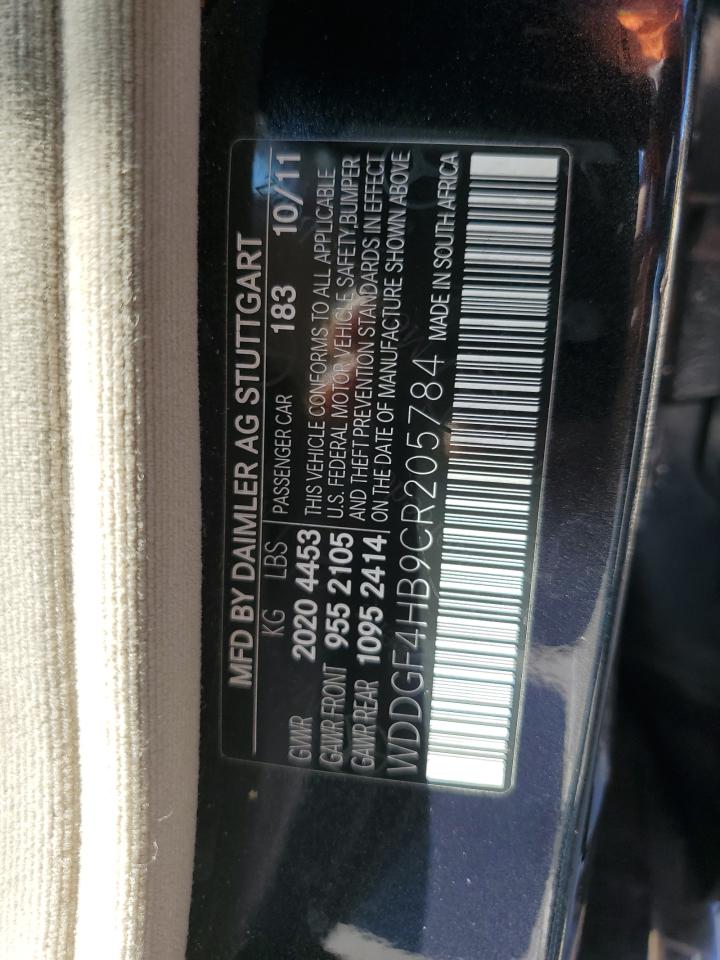 MFD BY DAIMLER AG STUTTGART
KG LBS PASSENGER CAR 183 10/11
GWR 2020 4453 THIS VEHICLE CONFORMS TO ALL APPLICABLE
GAWR FRONT 955 2105 U.S. FEDERAL MOTOR VEHICLE SAFETY, BUMPER
GAWR REAR 1095 2414 AND THEFT PREVENTION STANDARDS IN EFFECT
ON THE DATE OF MANUFACTURE SHOWN ABOVE
WDDGF4HB9CR205784 MADE IN SOUTH AFRICA